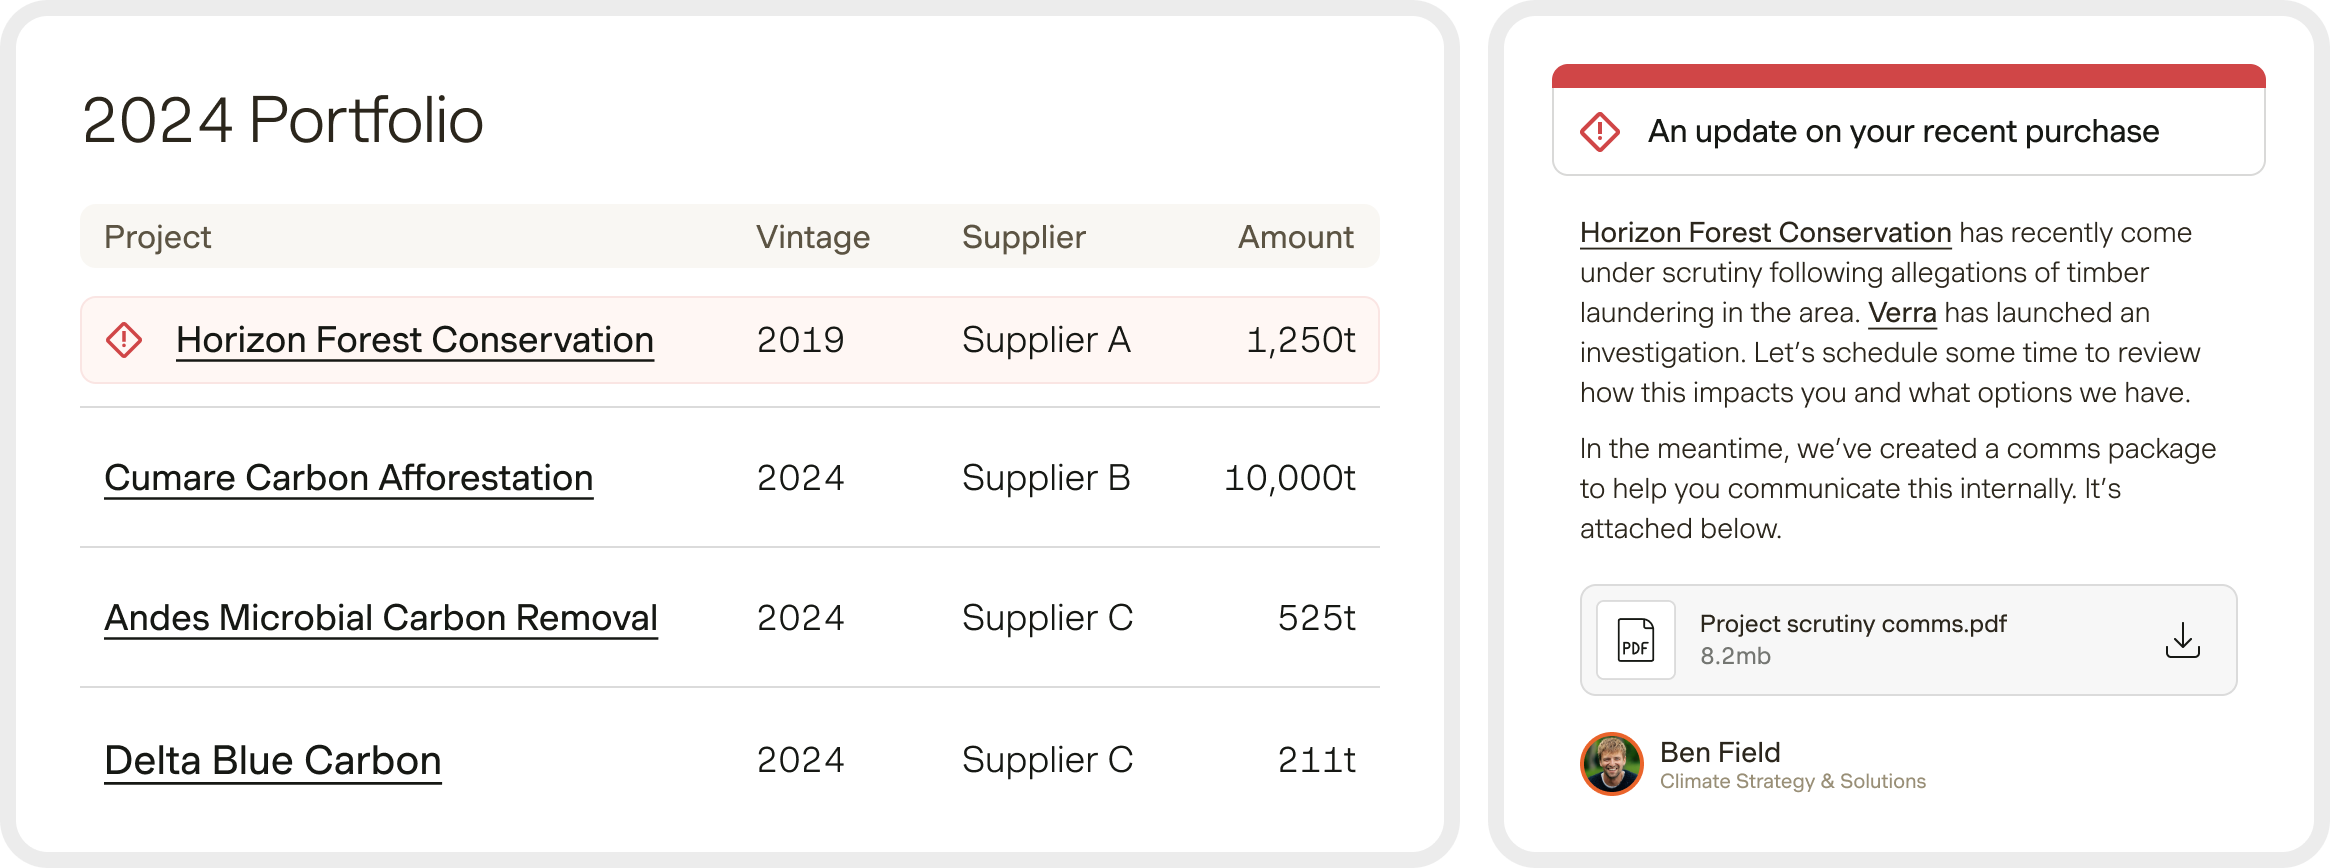 2024 Portfolio
Project Vintage Supplier Amount
Horizon Forest Conservation 2019 Supplier A 1,250t
Cumare Carbon Afforestation 2024 Supplier B 10,000t
Andes Microbial Carbon Removal 2024 Supplier C 525t
Delta Blue Carbon 2024 Supplier C 211t
An update on your recent purchase
Horizon Forest Conservation has recently come
under scrutiny following allegations of timber
laundering in the area. Verra has launched an
investigation. Let’s schedule some time to review
how this impacts you and what options we have.
In the meantime, we’ve created a comms package
to help you communicate this internally. It’s
attached below.
PDF
Project scrutiny comms.pdf
8.2mb
Ben Field
Climate Strategy & Solutions